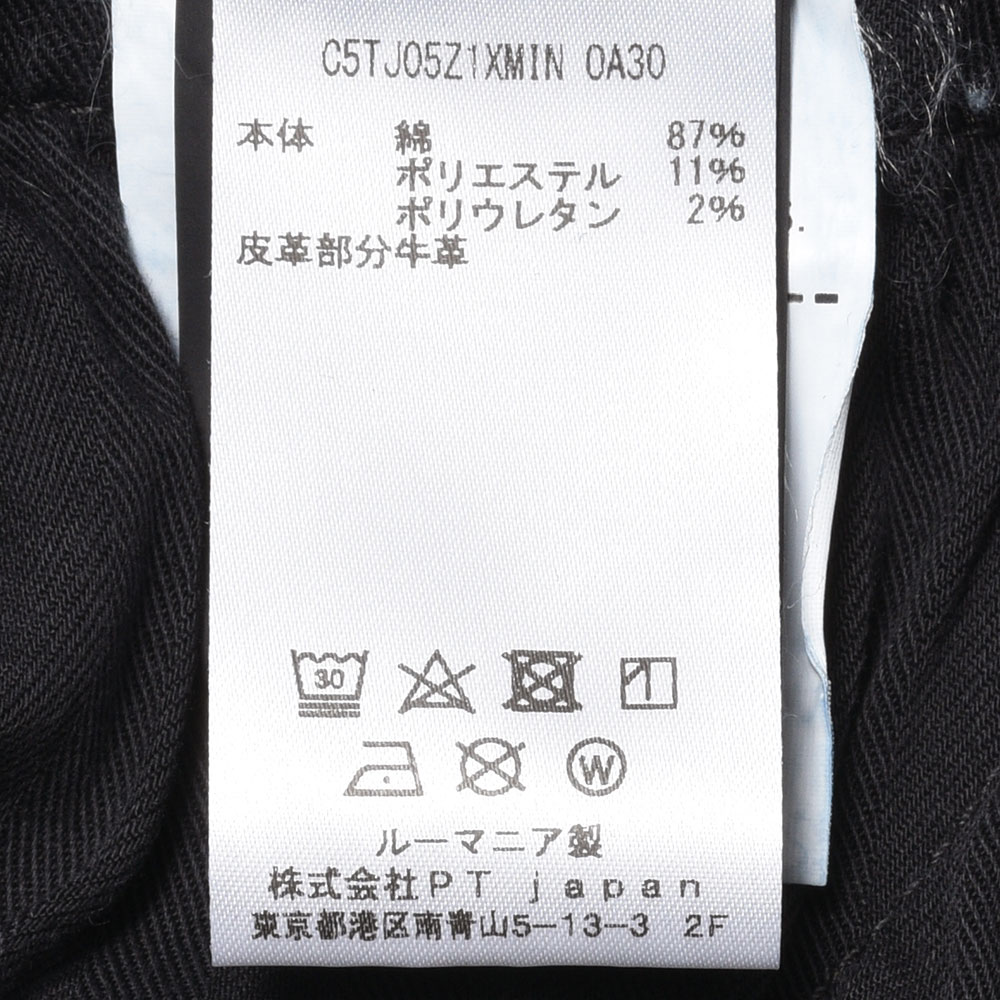 C5TJ05Z1XMIN 0A30
本体 綿 87%
ポリエステル 11%
ポリウレタン 2%
皮革部分牛革
30
W
ルーマニア製
株式会社PT japan
東京都港区南青山5-13-3 2F